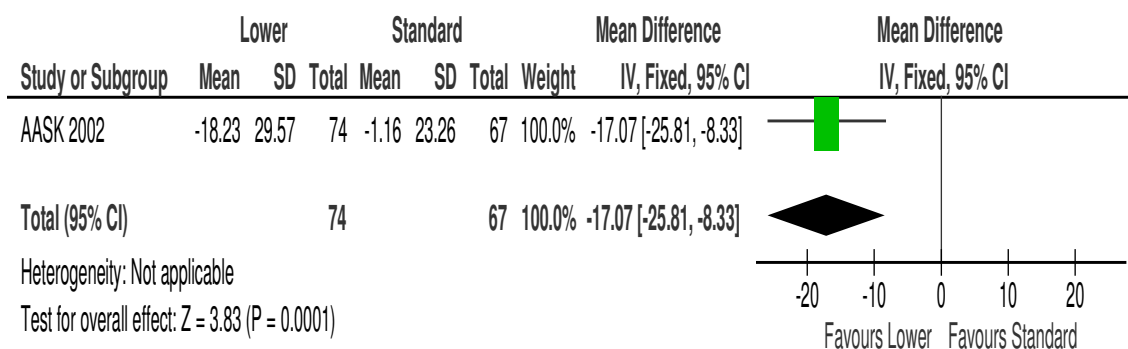 Lower Standard Mean Difference Mean Difference
Study or Subgroup Mean SD Total Mean SD Total Weight IV, Fixed, 95% CI IV, Fixed, 95% CI
AASK 2002 -18.23 29.57 74 -1.16 23.26 67 100.0% -17.07 [-25.81, -8.33]
Total (95% CI) 74 67 100.0% -17.07 [-25.81, -8.33]
Heterogeneity: Not applicable
Test for overall effect: Z = 3.83 (P = 0.0001)
-20 -10 0 10 20
Favours Lower Favours Standard